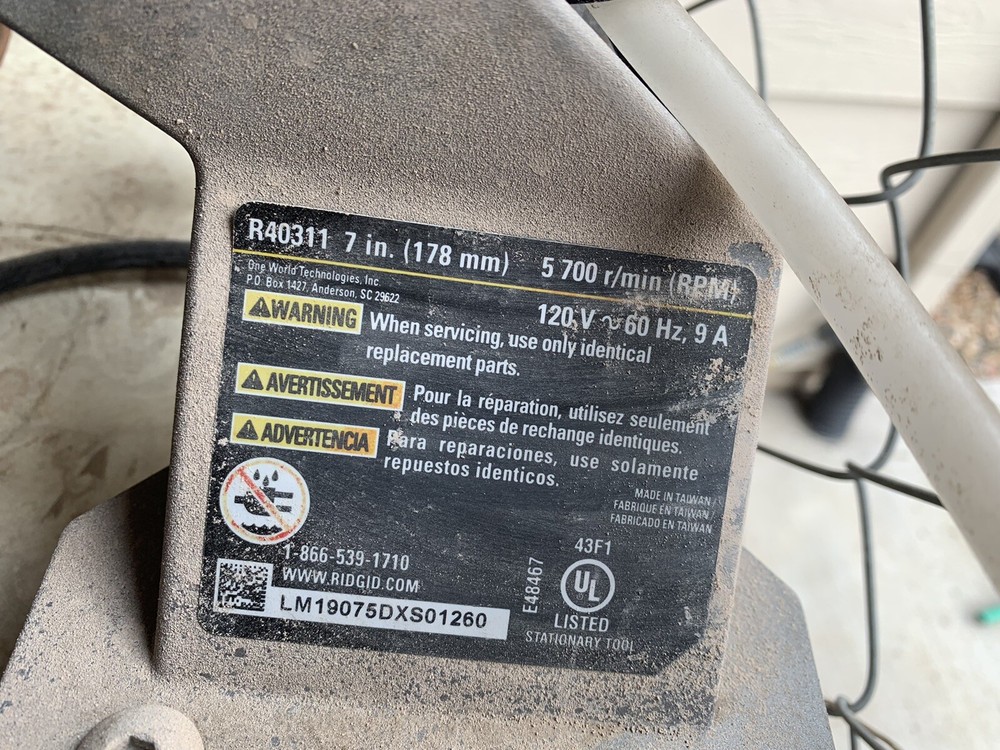 R40311 7 in. (178 mm) 5 700 r/min (RPM)
One World Technologies, Inc.
P.O. Box 1427, Anderson, SC 29622
120 V ~ 60 Hz, 9 A
WARNING
When servicing, use only identical
replacement parts.
AVERTISSEMENT
Pour la réparation, utilisez seulement
des pièces de rechange identiques.
ADVERTENCIA
Para reparaciones, use solamente
repuestos identicos.
MADE IN TAIWAN
FABRIQUE EN TAIWAN
FABRICADO EN TAIWAN
1-866-539-1710
WWW.RIDGID.COM
LM19075DXS01260
E48467
43F1
UL
LISTED
STATIONARY TOOL